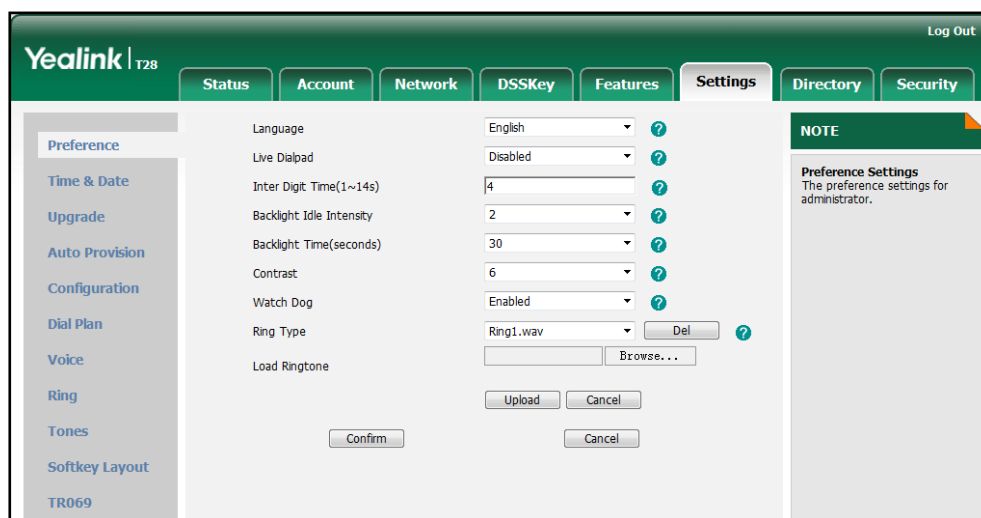 Log Out
Yealink T28
Status Account Network DSSKey Features Settings Directory Security
Preference
Time & Date
Upgrade
Auto Provision
Configuration
Dial Plan
Voice
Ring
Tones
Softkey Layout
TR069
Language English ?
Live Dialpad Disabled ?
Inter Digit Time(1~14s) 4 ?
Backlight Idle Intensity 2 ?
Backlight Time(seconds) 30 ?
Contrast 6 ?
Watch Dog Enabled ?
Ring Type Ring1.wav Del ?
Load Ringtone Browse...
Upload Cancel
Confirm Cancel
NOTE
Preference Settings
The preference settings for
administrator.